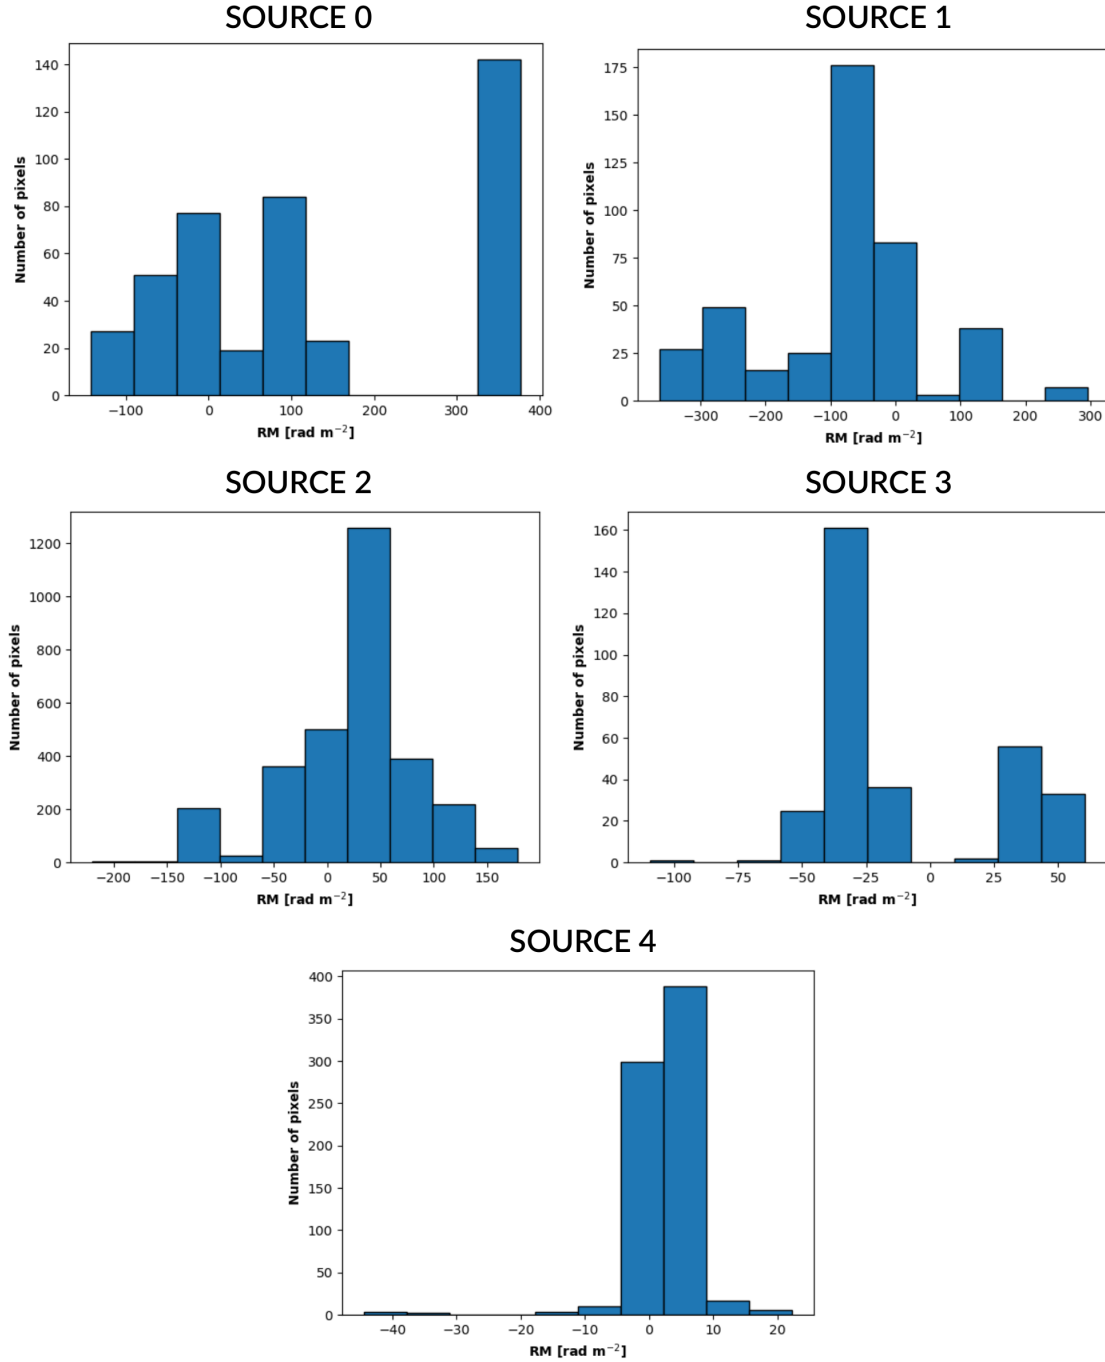 SOURCE 0
140
120
100
80
60
40
20
0
Number of pixels
−100 0 100 200 300 400
RM [rad m⁻²]
SOURCE 1
175
150
125
100
75
50
25
0
Number of pixels
−300 −200 −100 0 100 200 300
RM [rad m⁻²]
SOURCE 2
1200
1000
800
600
400
200
0
Number of pixels
−200 −150 −100 −50 0 50 100 150
RM [rad m⁻²]
SOURCE 3
160
140
120
100
80
60
40
20
0
Number of pixels
−100 −75 −50 −25 0 25 50
RM [rad m⁻²]
SOURCE 4
400
350
300
250
200
150
100
50
0
Number of pixels
−40 −30 −20 −10 0 10 20
RM [rad m⁻²]